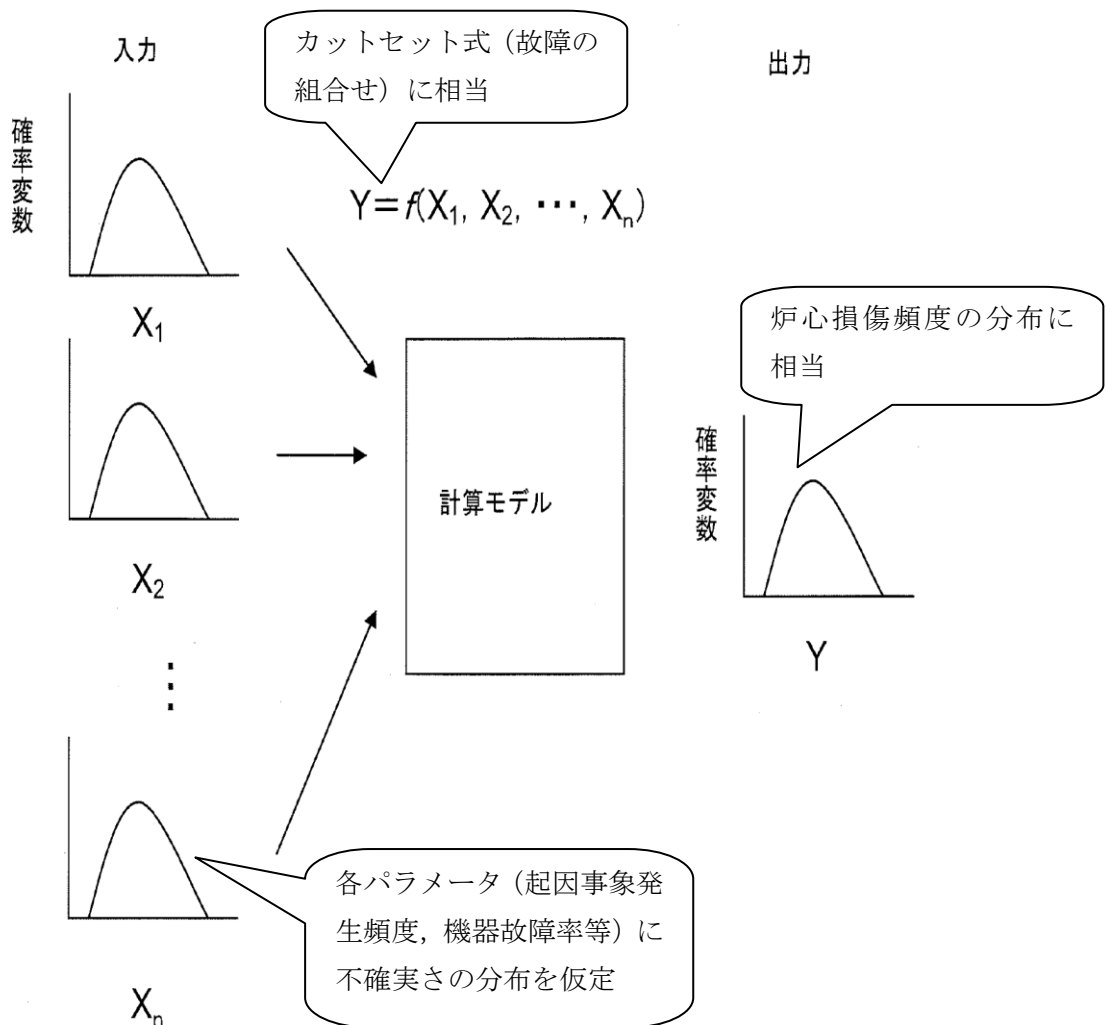 入力
カットセット式（故障の
組合せ）に相当
出力
確率変数
Y=f(X₁, X₂, ･･･, Xₙ)
X₁
炉心損傷頻度の分布に
相当
確率変数
計算モデル
X₂
Y
⋮
各パラメータ（起因事象発
生頻度，機器故障率等）に
不確実さの分布を仮定
Xₙ